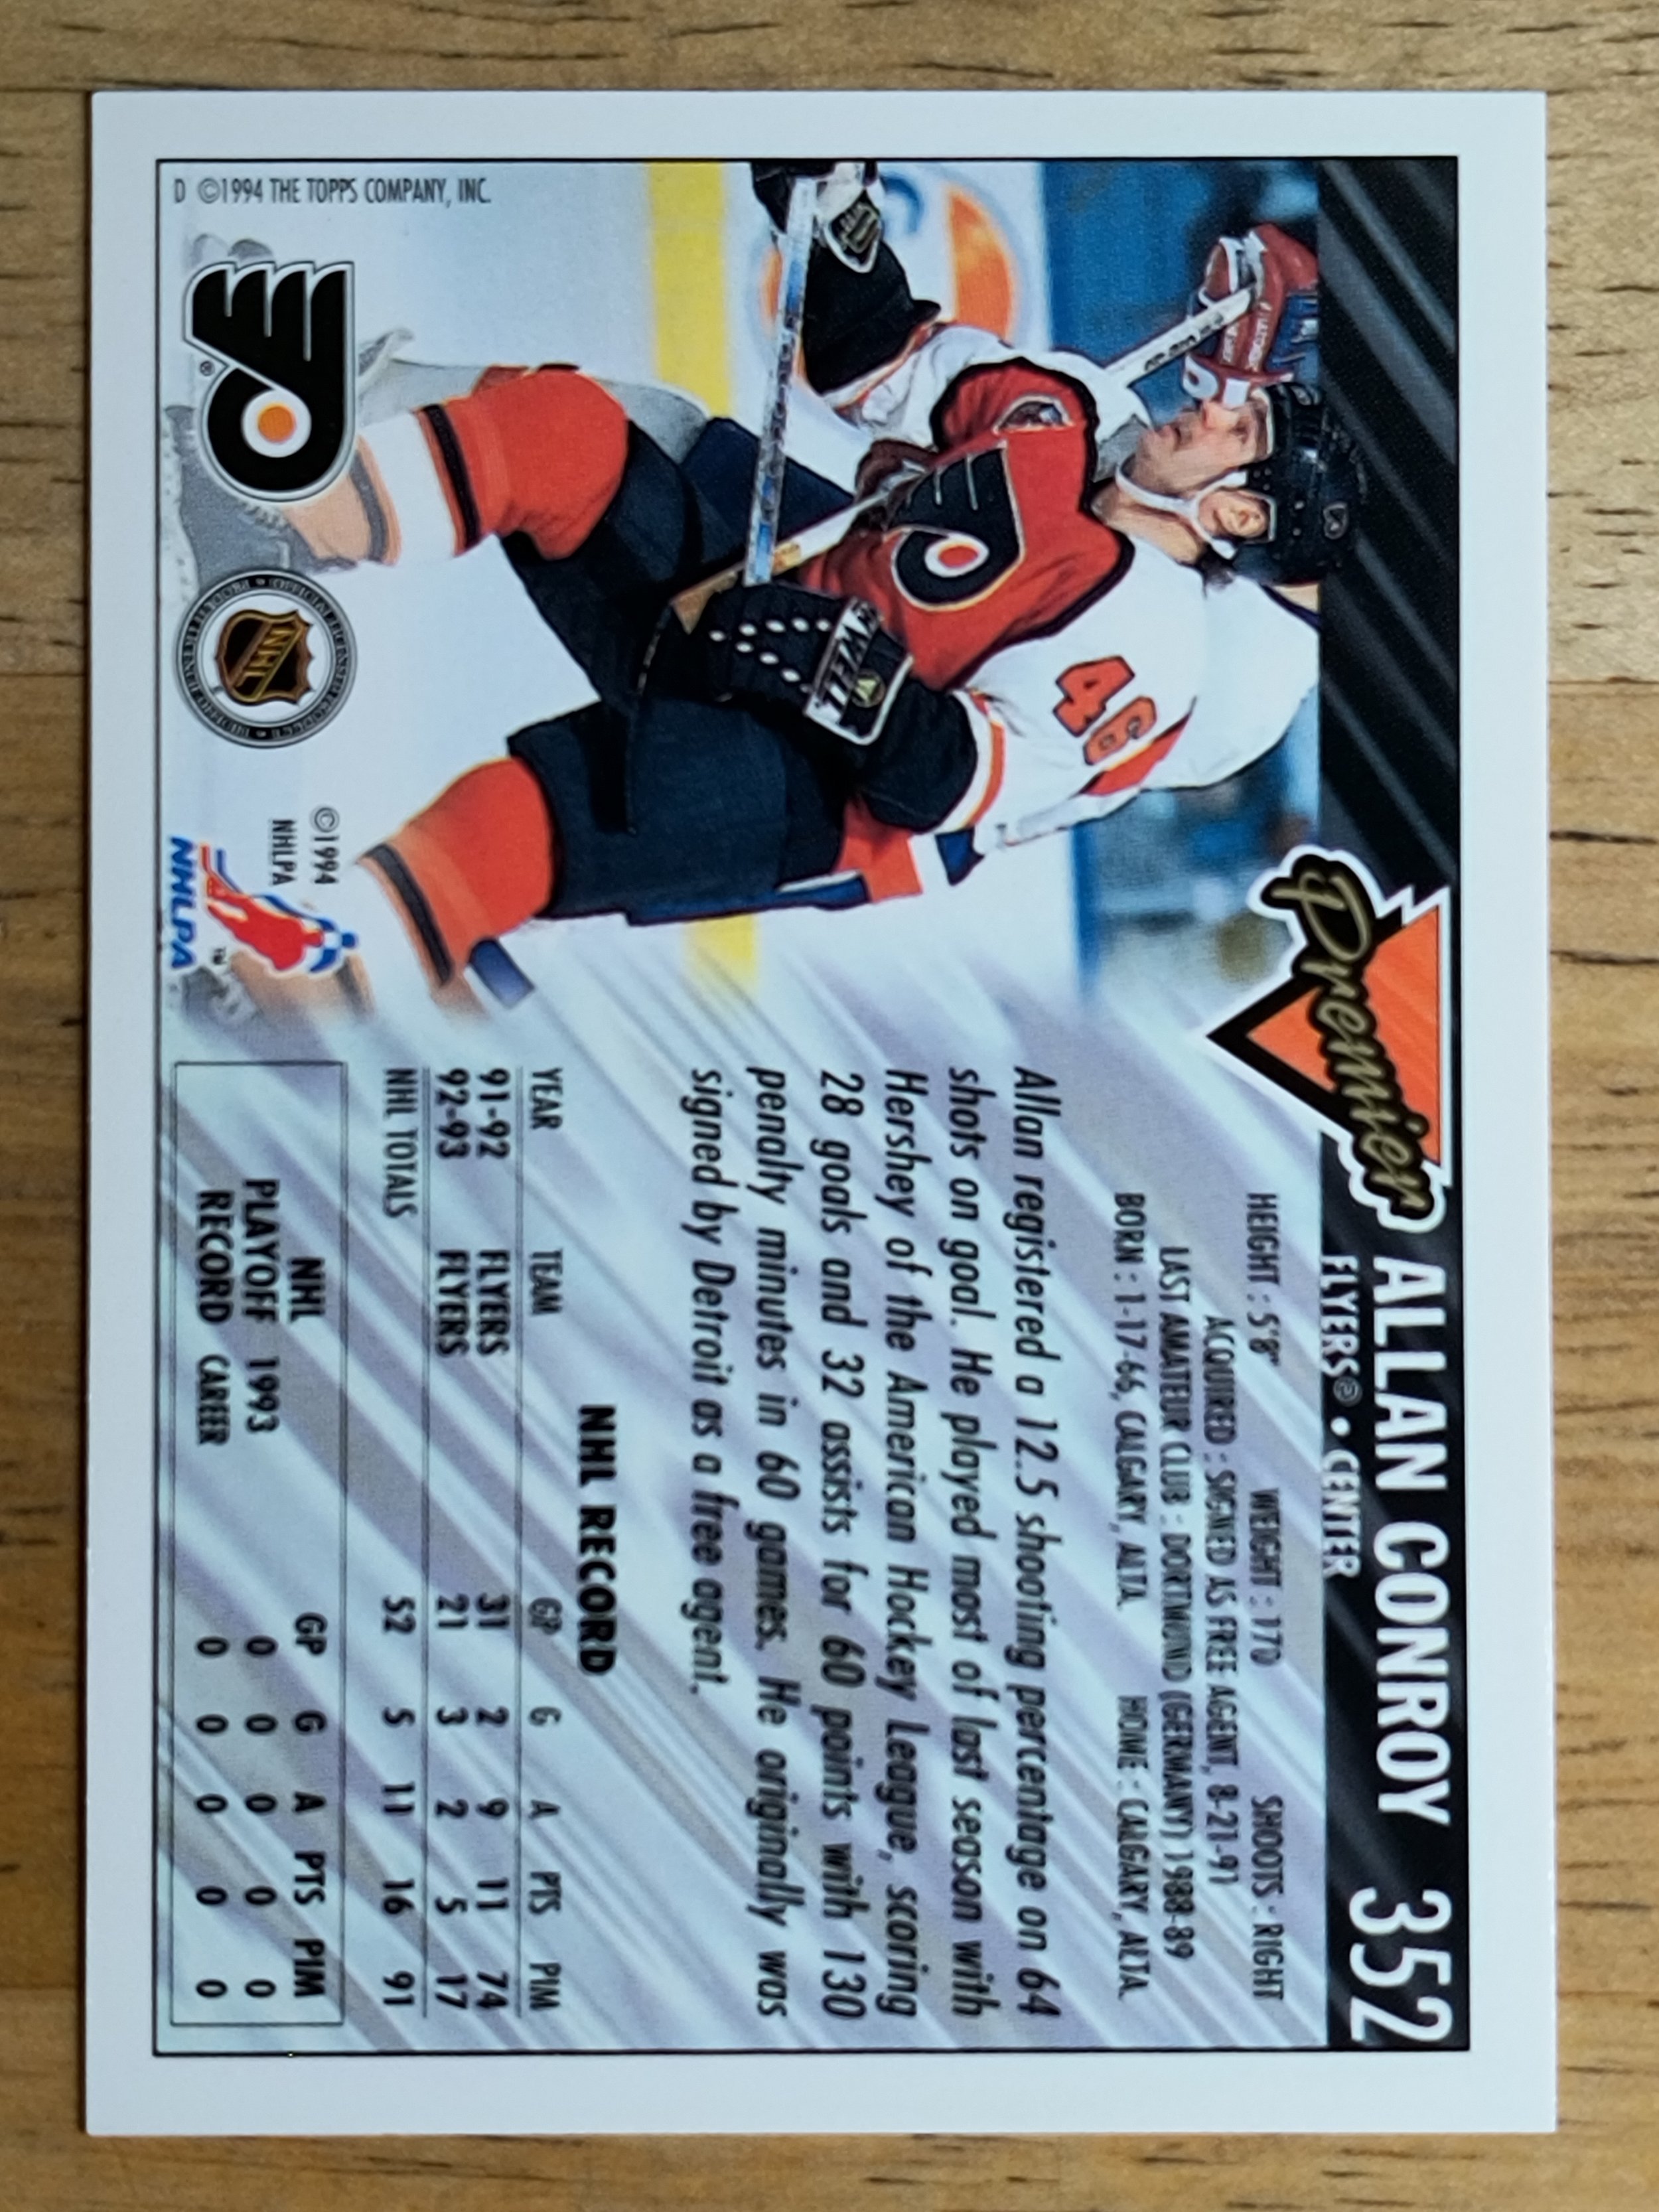 Premier
ALLAN CONROY 352
FLYERS® • CENTER
HEIGHT : 5'8" WEIGHT : 170 SHOOTS : RIGHT
ACQUIRED : SIGNED AS FREE AGENT, 8-21-91
LAST AMATEUR CLUB : DORTMUND (GERMANY) 1988-89
BORN : 1-17-66, CALGARY, ALTA. HOME : CALGARY, ALTA.
Allan registered a 12.5 shooting percentage on 64
shots on goal. He played most of last season with
Hershey of the American Hockey League, scoring
28 goals and 32 assists for 60 points with 130
penalty minutes in 60 games. He originally was
signed by Detroit as a free agent.
NHL RECORD
YEAR TEAM GP G A PTS PIM
91-92 FLYERS 31 2 9 11 74
92-93 FLYERS 21 3 2 5 17
NHL TOTALS 52 5 11 16 91
NHL GP G A PTS PIM
PLAYOFF 1993 0 0 0 0 0
RECORD CAREER 0 0 0 0 0
46
D ©1994 THE TOPPS COMPANY, INC.
®
NHL
OFFICIAL LICENSED PRODUCT
©1994
NHLPA
NHLPA
TM